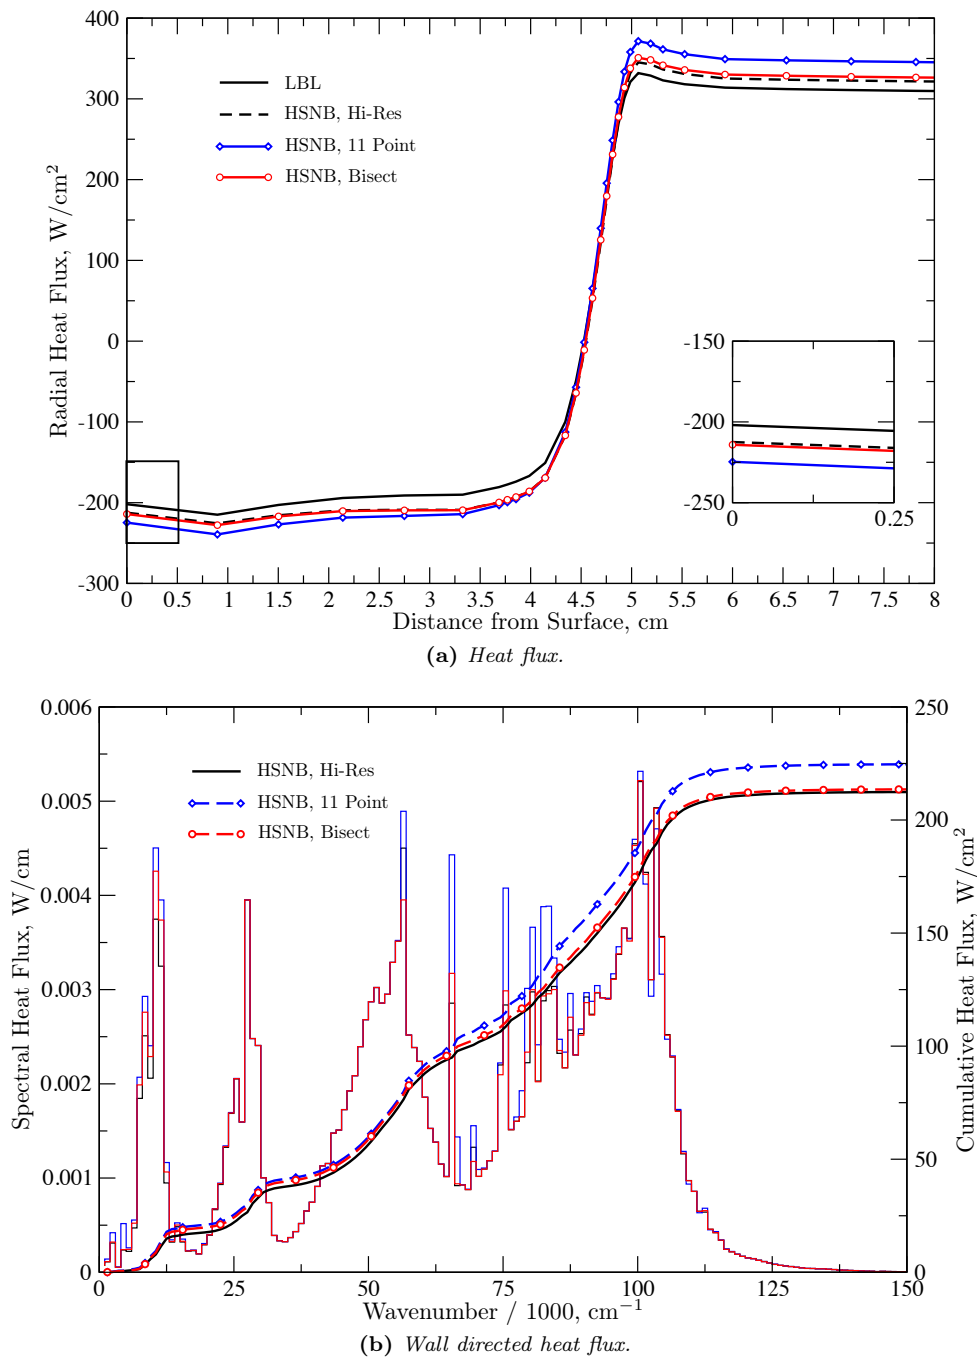 400
300
200
100
0
-100
-200
-300
Radial Heat Flux, W/cm²
LBL
HSNB, Hi-Res
HSNB, 11 Point
HSNB, Bisect
-150
-200
-250
0 0.25
0 0.5 1 1.5 2 2.5 3 3.5 4 4.5 5 5.5 6 6.5 7 7.5 8
Distance from Surface, cm
(a) Heat flux.
0.006
0.005
0.004
0.003
0.002
0.001
0
Spectral Heat Flux, W/cm
HSNB, Hi-Res
HSNB, 11 Point
HSNB, Bisect
250
200
150
100
50
0
Cumulative Heat Flux, W/cm²
0 25 50 75 100 125 150
Wavenumber / 1000, cm⁻¹
(b) Wall directed heat flux.